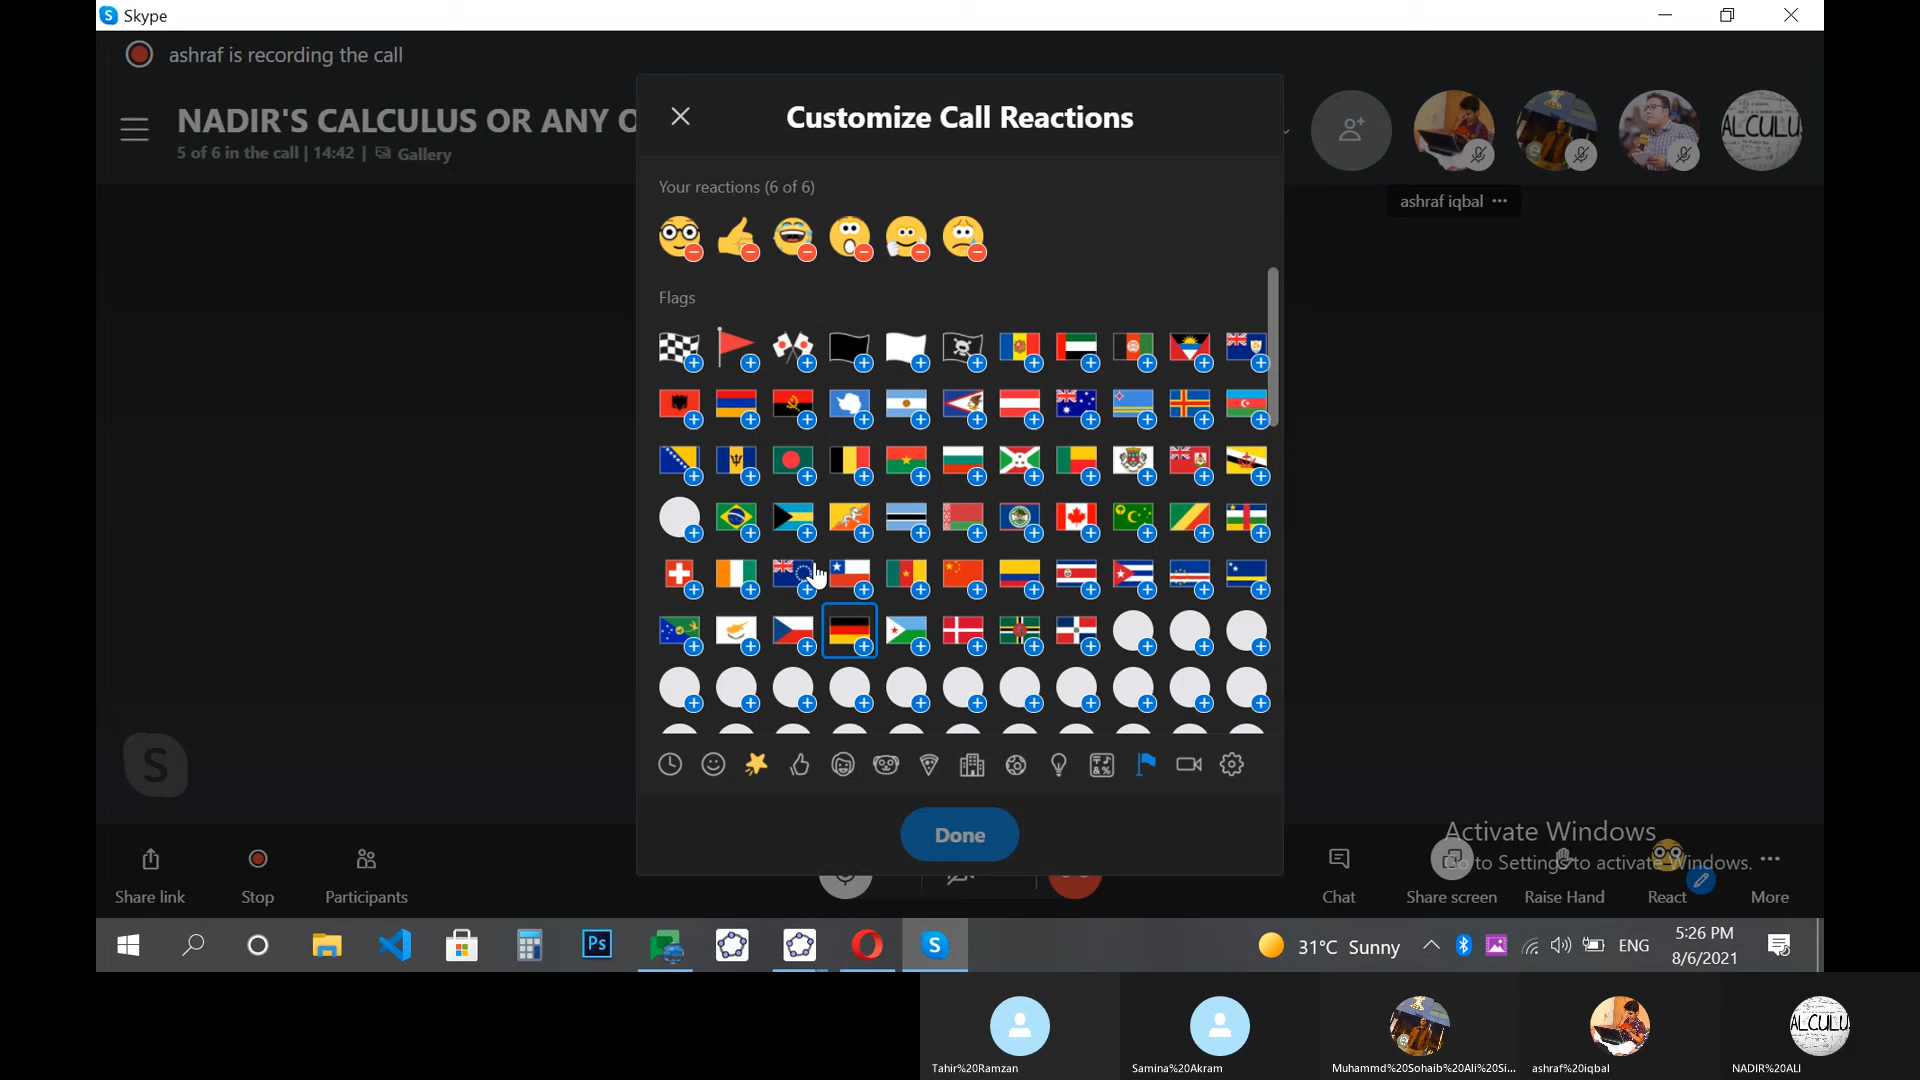 Skype
ashraf is recording the call
Customize Call Reactions
NADIR'S CALCULUS OR ANY O
5 of 6 in the call | 14:42 | Gallery
ALCULU
ashraf iqbal
Your reactions (6 of 6)
Flags
Done
Activate Windows
Go to Settings to activate Windows.
Share link
Stop
Participants
Chat
Share screen
Raise Hand
React
More
Ps
31°C Sunny
ENG
5:26 PM
8/6/2021
ALCULU
Tahir%20Ramzan
Samina%20Akram
Muhammd%20Sohaib%20Ali%20Si...
ashraf%20iqbal
NADIR%20ALI